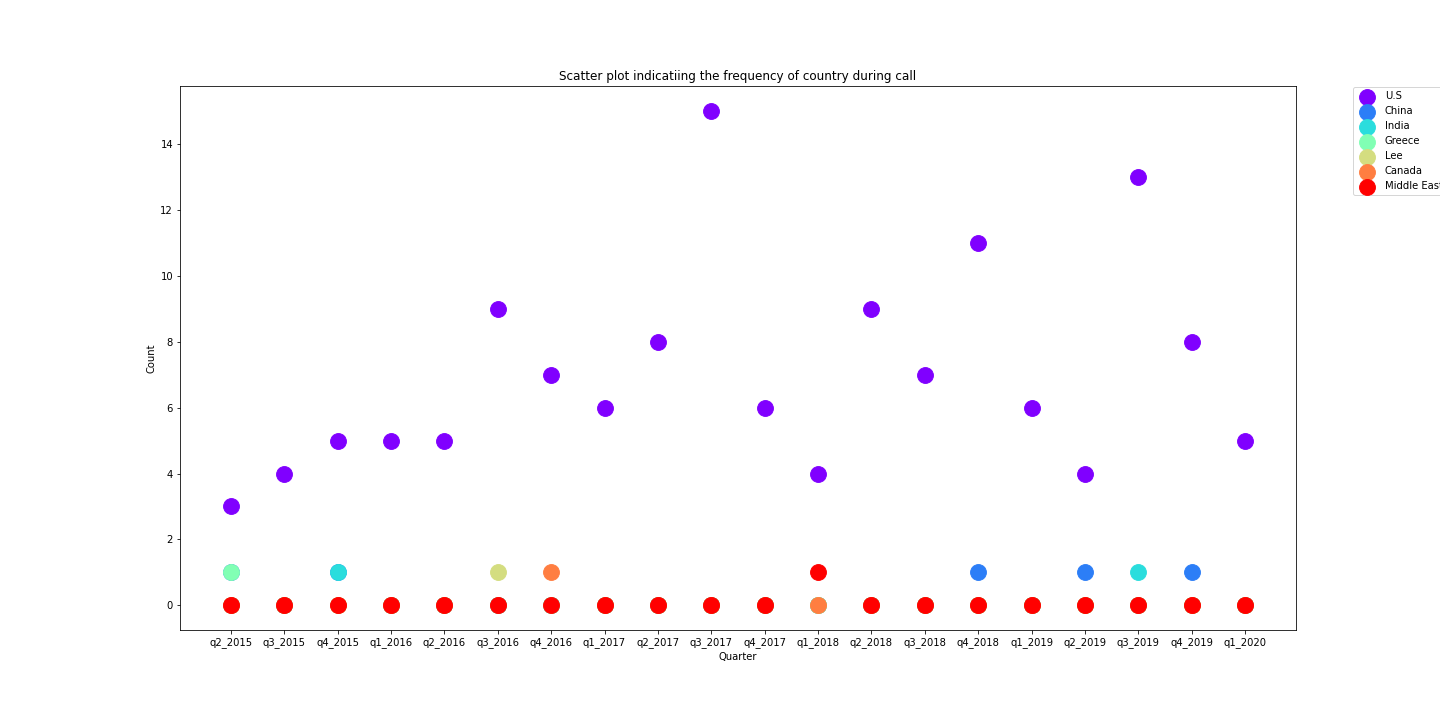 Scatter plot indicatiing the frequency of country during call
U.S
China
India
Greece
Lee
Canada
Middle East
14
12
10
8
6
4
2
0
Count
q2_2015 q3_2015 q4_2015 q1_2016 q2_2016 q3_2016 q4_2016 q1_2017 q2_2017 q3_2017 q4_2017 q1_2018 q2_2018 q3_2018 q4_2018 q1_2019 q2_2019 q3_2019 q4_2019 q1_2020
Quarter